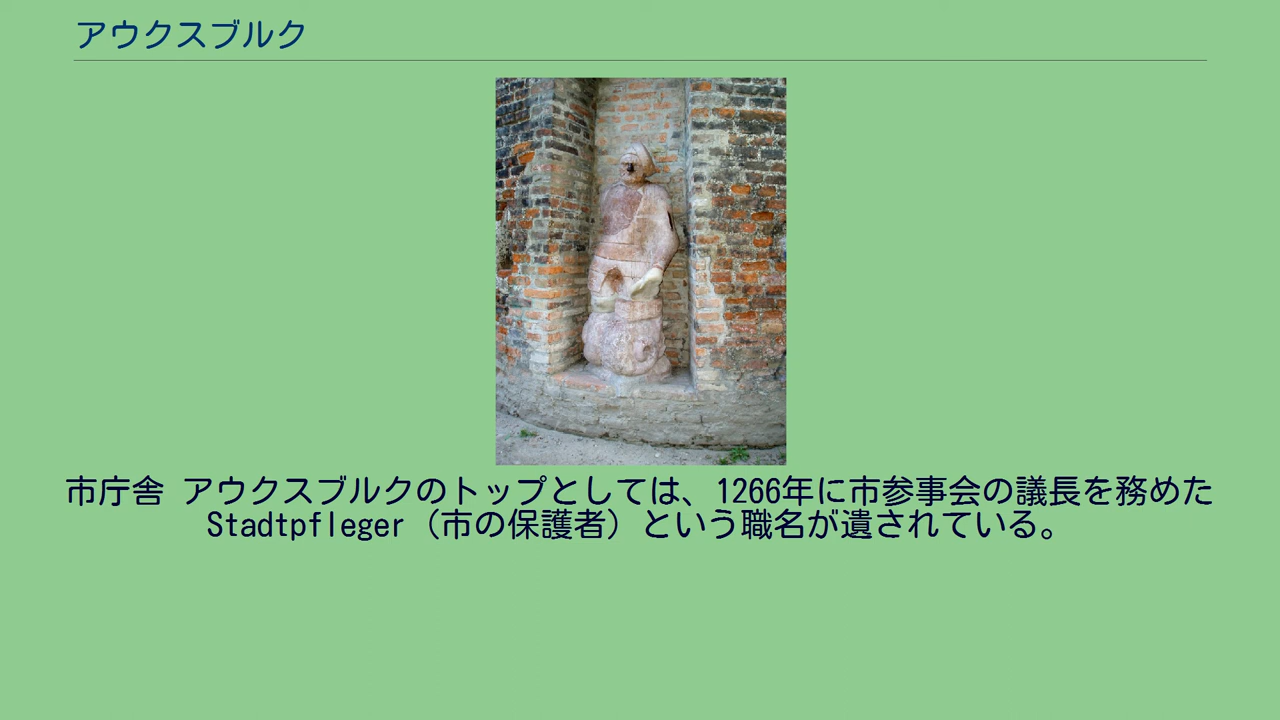 アウクスブルク
市庁舎 アウクスブルクのトップとしては、1266年に市参事会の議長を務めた
Stadtpfleger（市の保護者）という職名が遺されている。